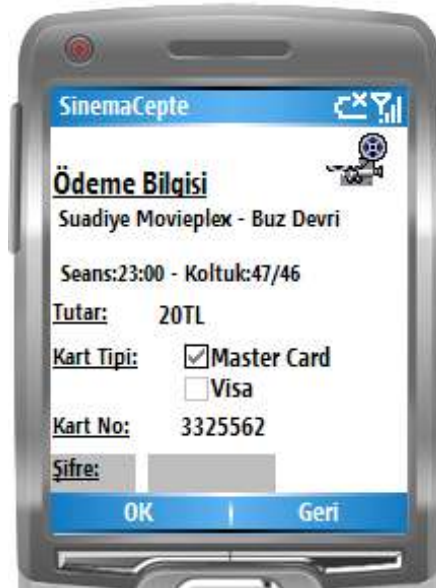 SinemaCepte
Ödeme Bilgisi
Suadiye Movieplex - Buz Devri
Seans:23:00 - Koltuk:47/46
Tutar: 20TL
Kart Tipi: Master Card
Visa
Kart No: 3325562
Şifre:
OK Geri